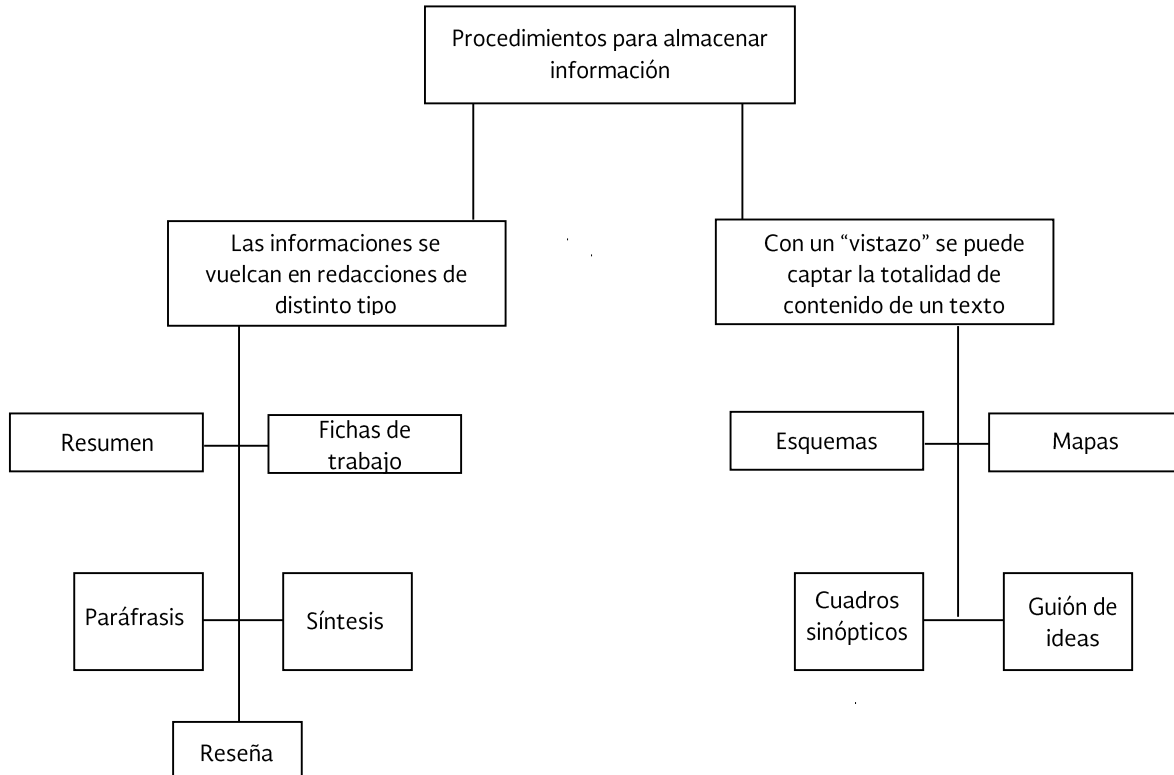 Procedimientos para almacenar
información
Las informaciones se
vuelcan en redacciones de
distinto tipo
Con un “vistazo” se puede
captar la totalidad de
contenido de un texto
Resumen
Fichas de
trabajo
Esquemas
Mapas
Paráfrasis
Síntesis
Cuadros
sinópticos
Guión de
ideas
Reseña